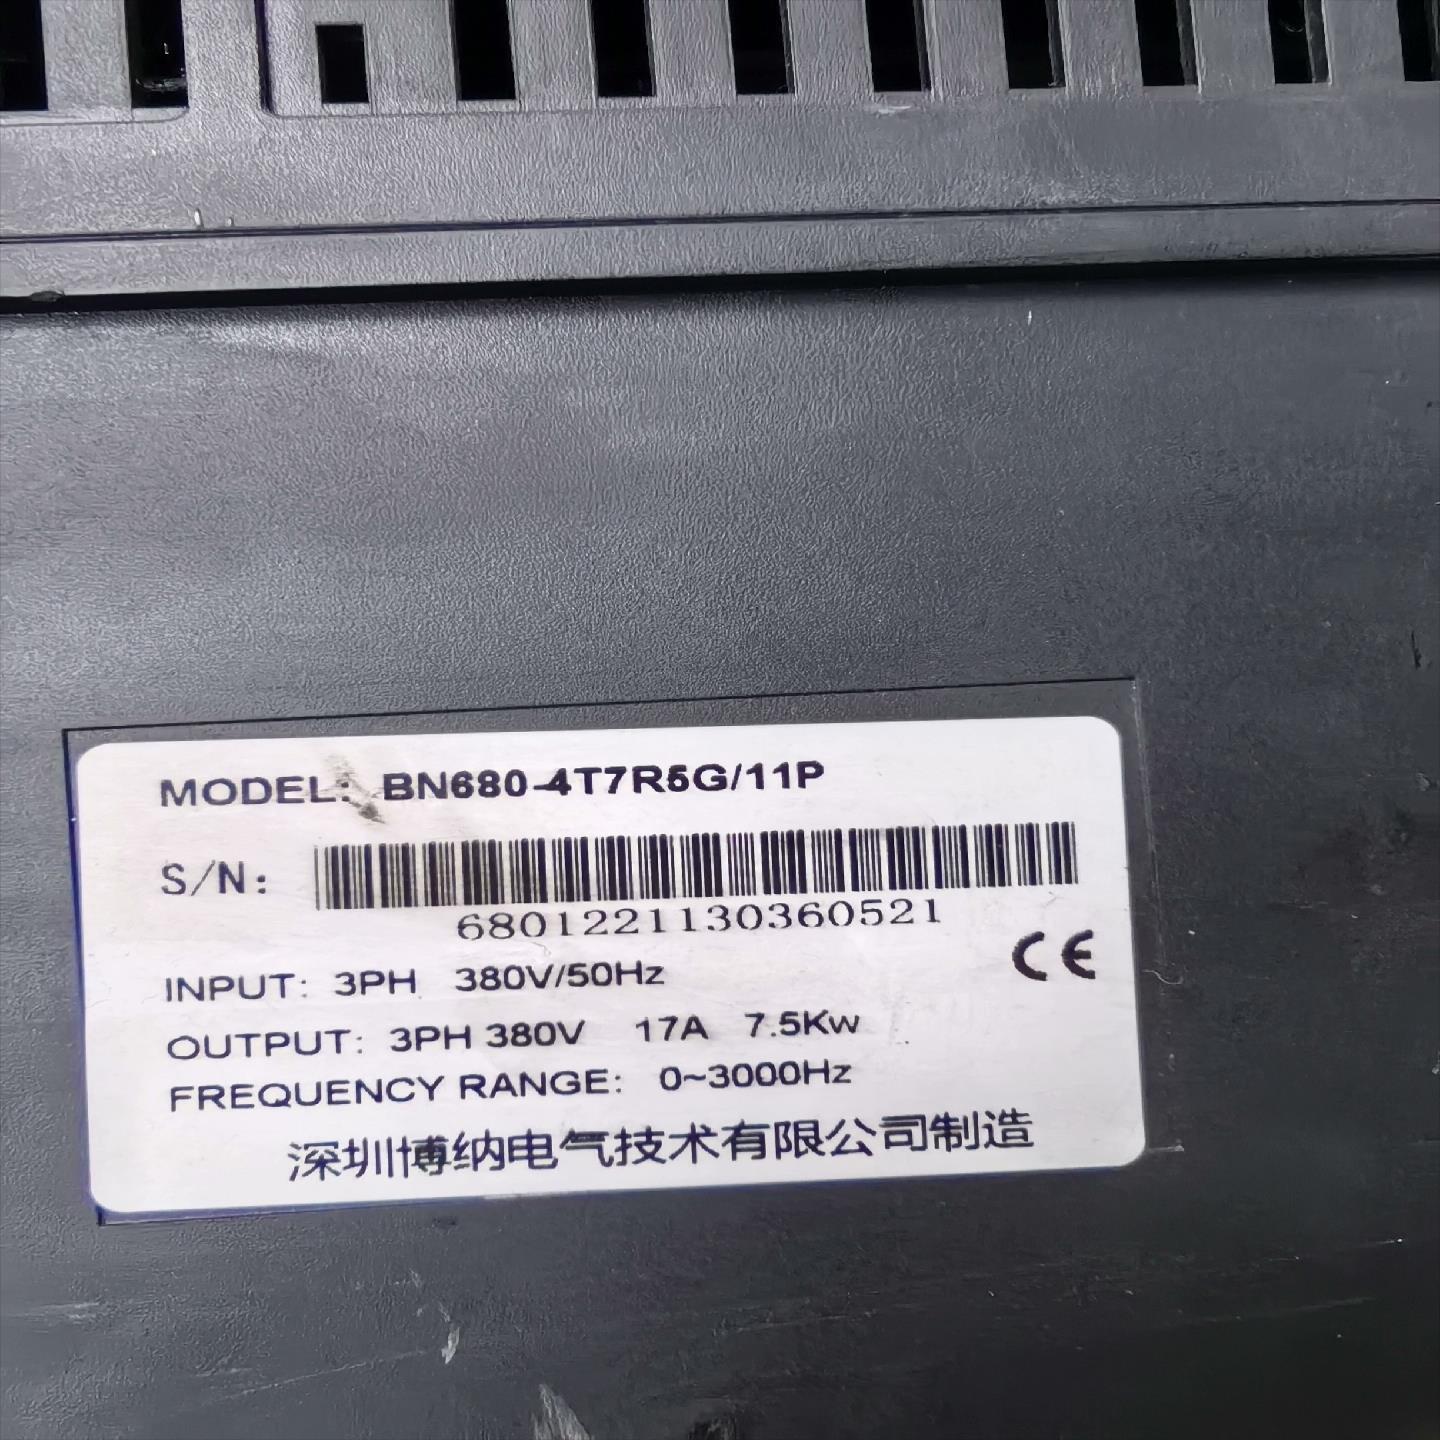 MODEL: BN680-4T7R5G/11P
S/N:
6801221130360521
CE
INPUT: 3PH 380V/50Hz
OUTPUT: 3PH 380V 17A 7.5Kw
FREQUENCY RANGE: 0~3000Hz
深圳博纳电气技术有限公司制造